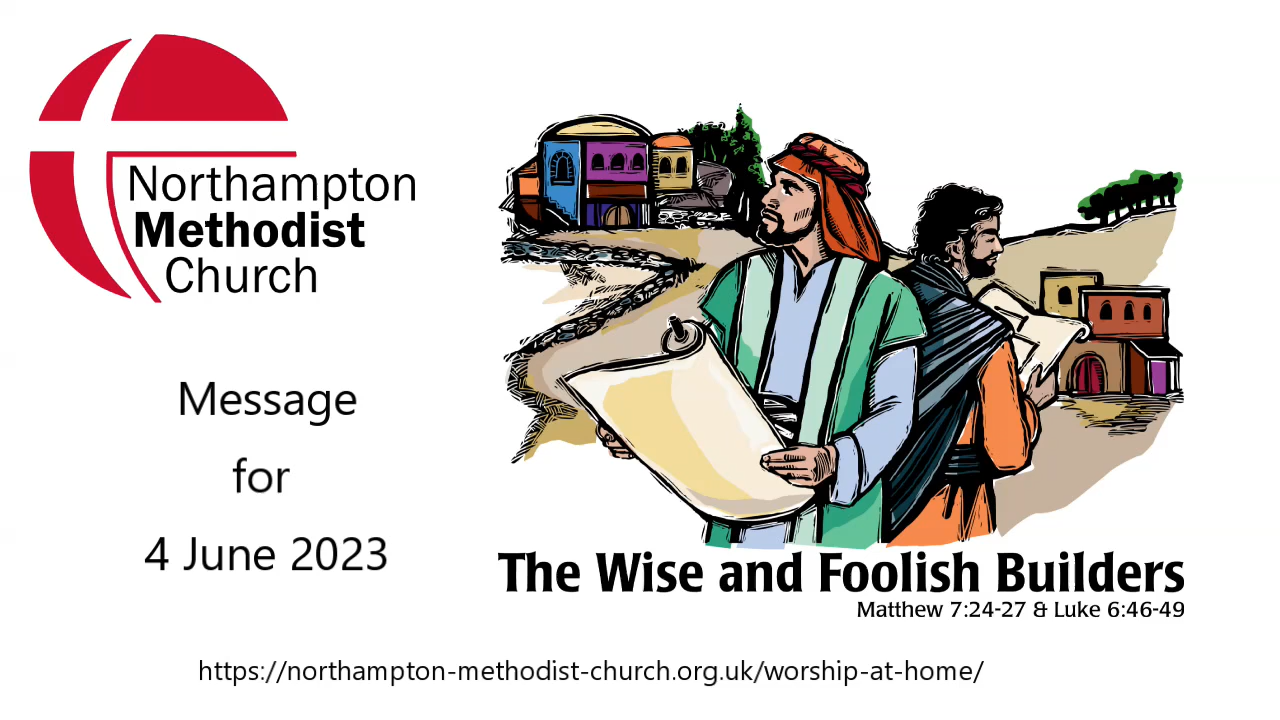 Northampton
Methodist
Church
Message
for
4 June 2023
The Wise and Foolish Builders
Matthew 7:24-27 & Luke 6:46-49
https://northampton-methodist-church.org.uk/worship-at-home/